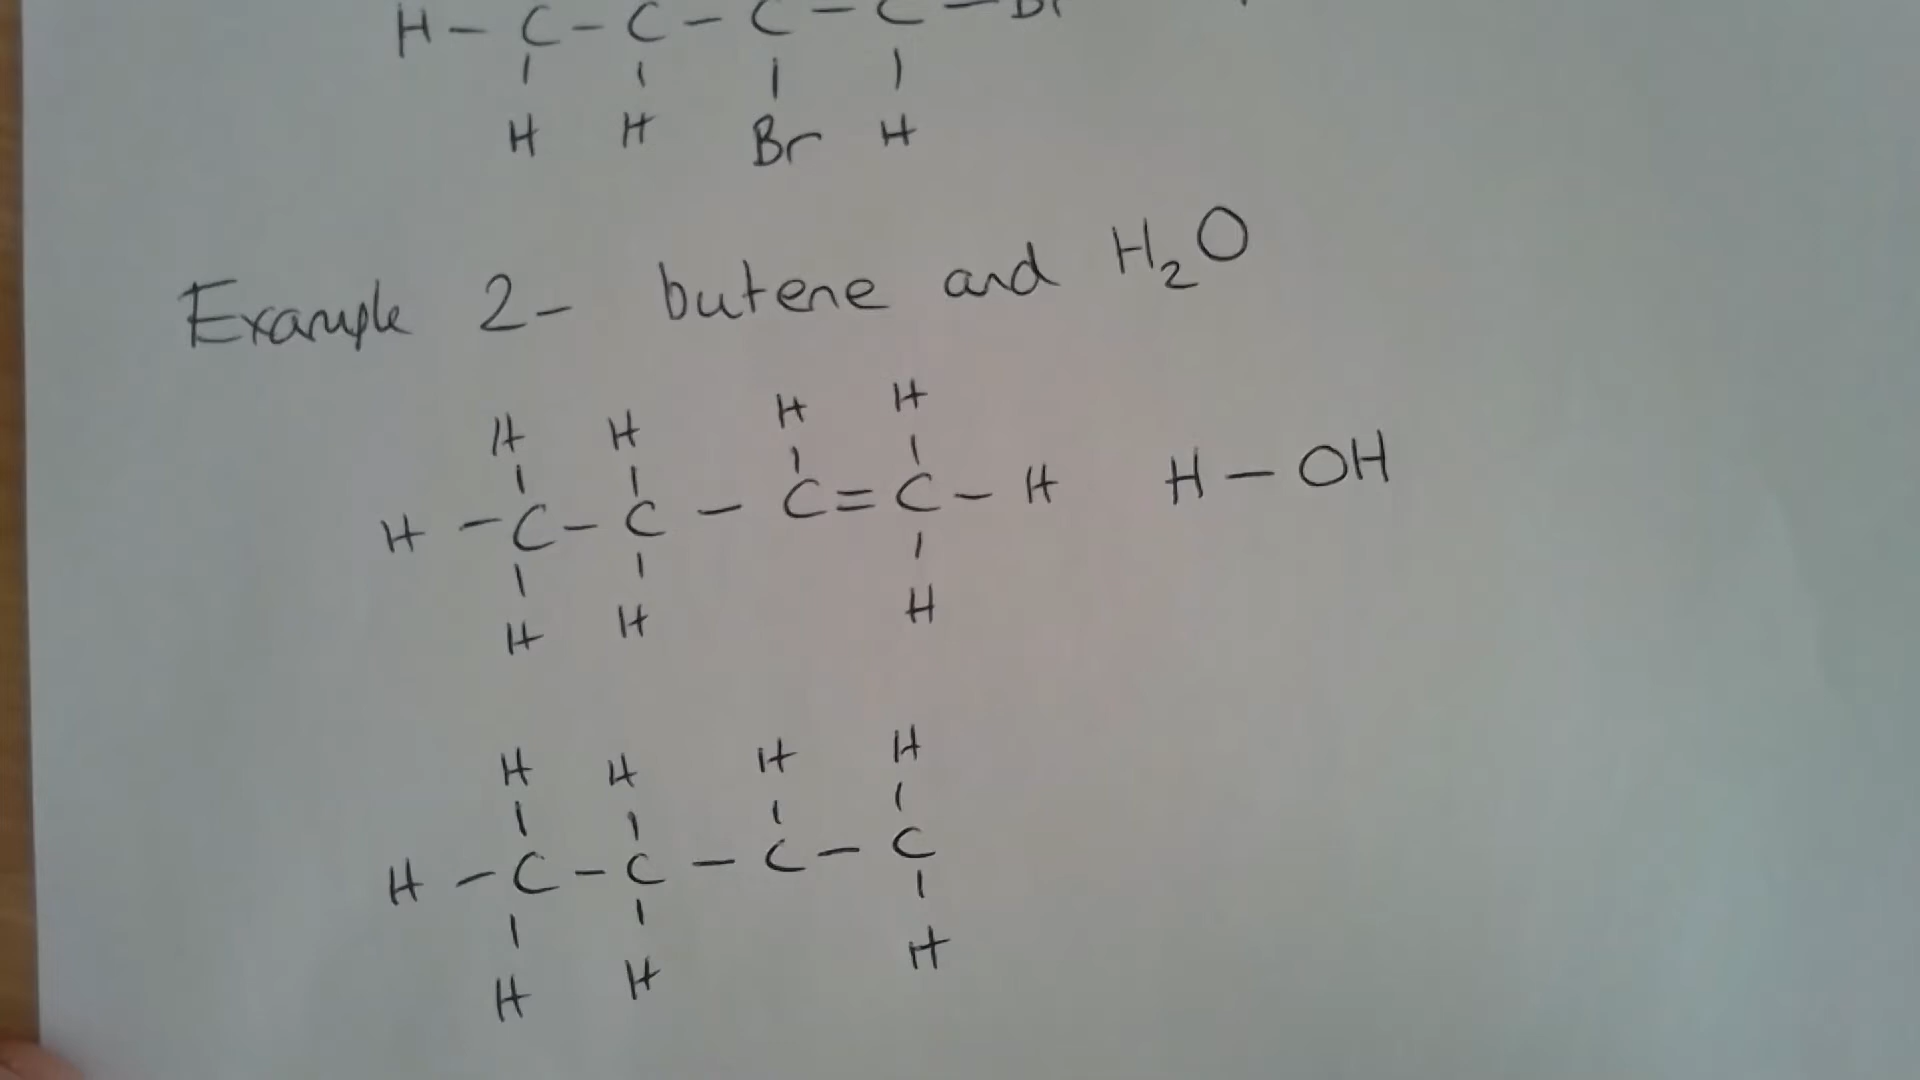 H - C - C - C - C - Br
H H Br H
Example 2- butene and H₂O
H H H H
H - C - C - C = C - H H - OH
H H H
H H H H
H - C - C - C - C
H H H